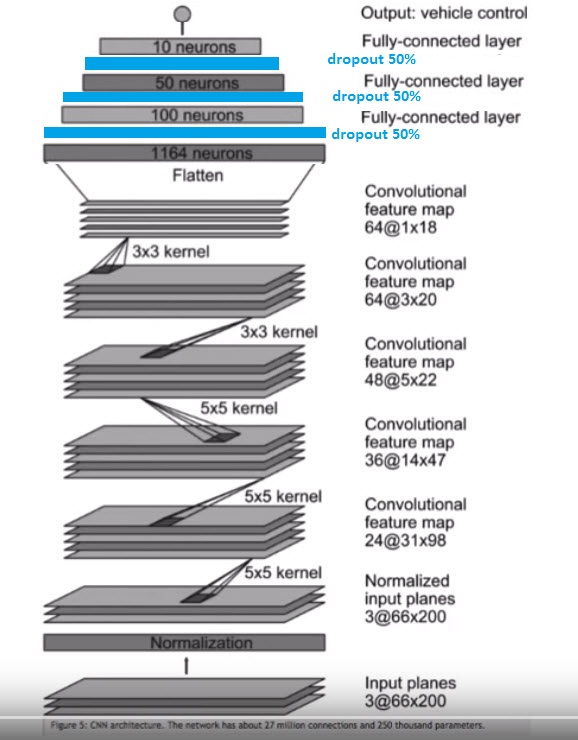 Output: vehicle control
10 neurons
Fully-connected layer
dropout 50%
50 neurons
Fully-connected layer
dropout 50%
100 neurons
Fully-connected layer
dropout 50%
1164 neurons
Flatten
Convolutional
feature map
64@1x18
3x3 kernel
Convolutional
feature map
64@3x20
3x3 kernel
Convolutional
feature map
48@5x22
5x5 kernel
Convolutional
feature map
36@14x47
5x5 kernel
Convolutional
feature map
24@31x98
5x5 kernel
Normalized
input planes
3@66x200
Normalization
Input planes
3@66x200
Figure 5: CNN architecture. The network has about 27 million connections and 250 thousand parameters.